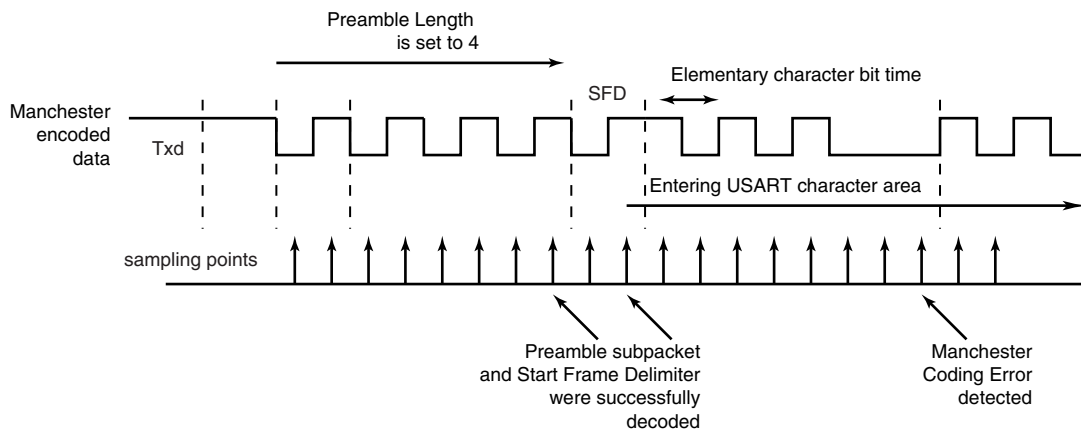 Preamble Length
is set to 4
Elementary character bit time
SFD
Manchester
encoded
data
Txd
Entering USART character area
sampling points
Preamble subpacket
and Start Frame Delimiter
were successfully
decoded
Manchester
Coding Error
detected